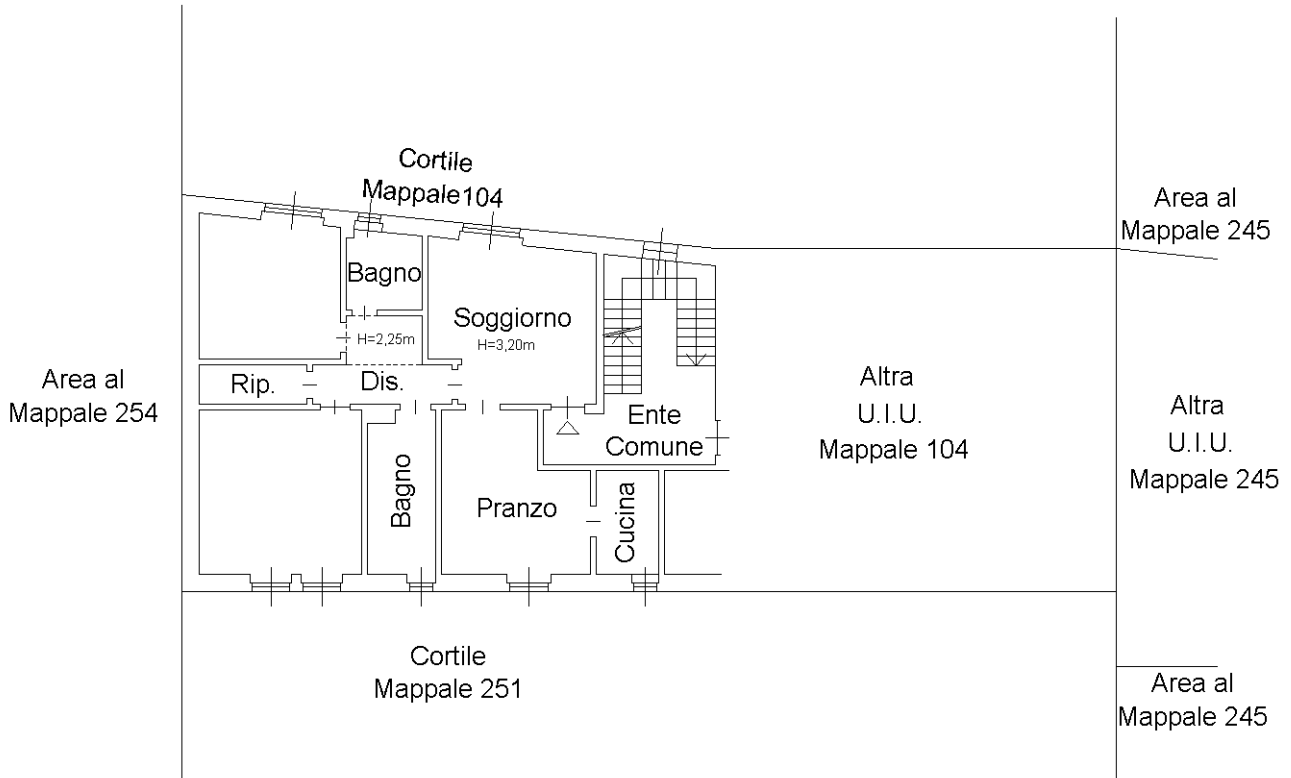 Cortile
Mappale104
Area al
Mappale 245
Bagno
Soggiorno
H=2,25m
H=3,20m
Area al
Mappale 254
Rip.
Dis.
Altra
U.I.U.
Mappale 104
Ente
Comune
Altra
U.I.U.
Mappale 245
Bagno
Pranzo
Cucina
Cortile
Mappale 251
Area al
Mappale 245